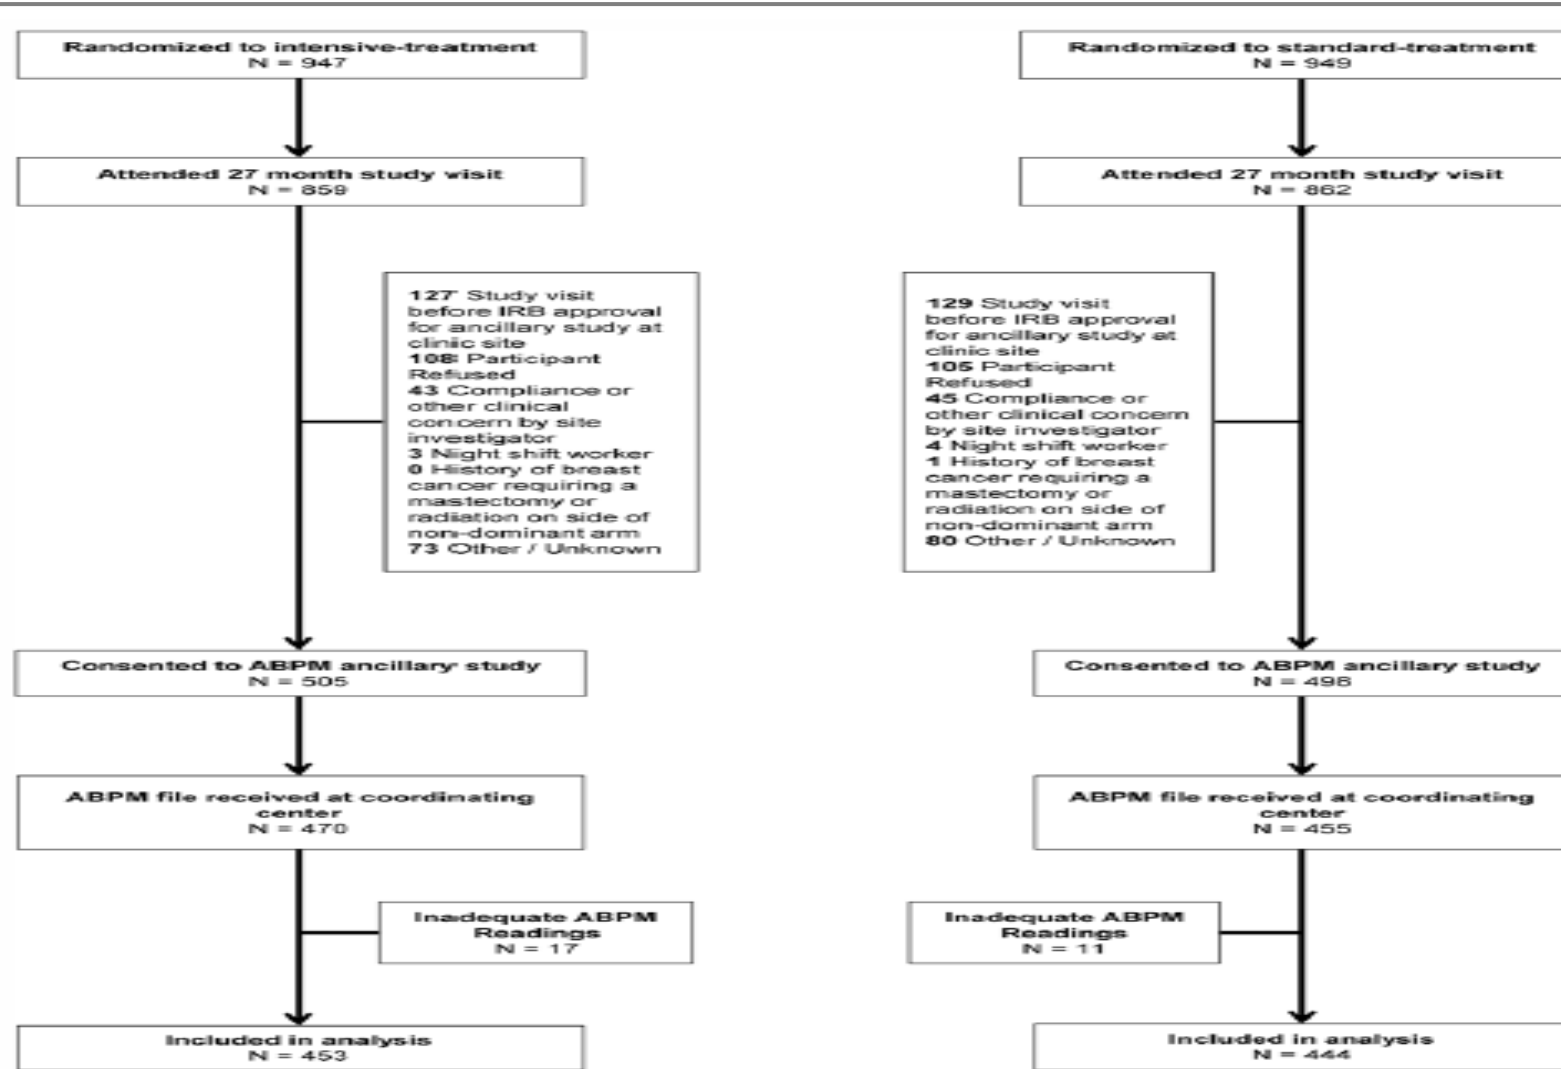 Randomized to intensive-treatment
N = 947
Attended 27 month study visit
N = 859
127 Study visit
before IRB approval
for ancillary study at
clinic site
108 Participant
Refused
43 Compliance or
other clinical
concern by site
investigator
3 Night shift worker
0 History of breast
cancer requiring a
mastectomy or
radiation on side of
non-dominant arm
73 Other / Unknown
Consented to ABPM ancillary study
N = 505
ABPM file received at coordinating
center
N = 470
Inadequate ABPM
Readings
N = 17
Included in analysis
N = 453
Randomized to standard-treatment
N = 949
Attended 27 month study visit
N = 862
129 Study visit
before IRB approval
for ancillary study at
clinic site
105 Participant
Refused
45 Compliance or
other clinical concern
by site investigator
4 Night shift worker
1 History of breast
cancer requiring a
mastectomy or
radiation on side of
non-dominant arm
80 Other / Unknown
Consented to ABPM ancillary study
N = 498
ABPM file received at coordinating
center
N = 455
Inadequate ABPM
Readings
N = 11
Included in analysis
N = 444